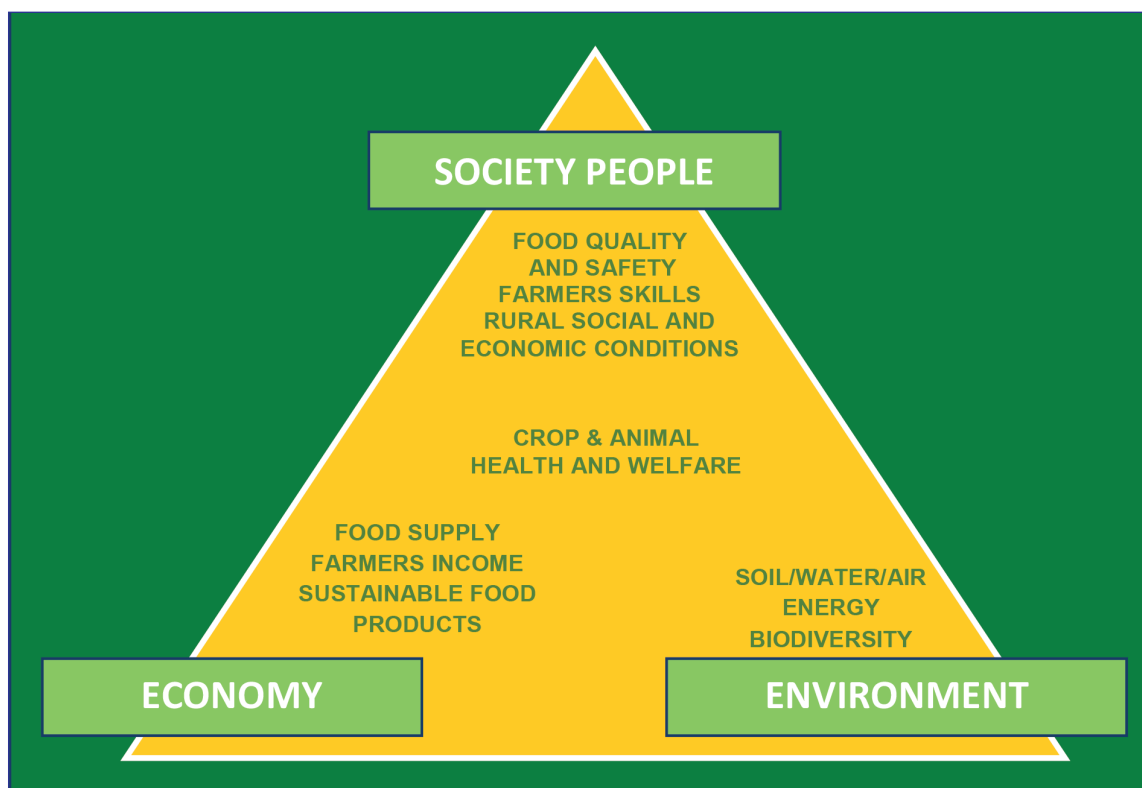 SOCIETY PEOPLE
FOOD QUALITY
AND SAFETY
FARMERS SKILLS
RURAL SOCIAL AND
ECONOMIC CONDITIONS
CROP & ANIMAL
HEALTH AND WELFARE
FOOD SUPPLY
FARMERS INCOME
SUSTAINABLE FOOD
PRODUCTS
SOIL/WATER/AIR
ENERGY
BIODIVERSITY
ECONOMY
ENVIRONMENT